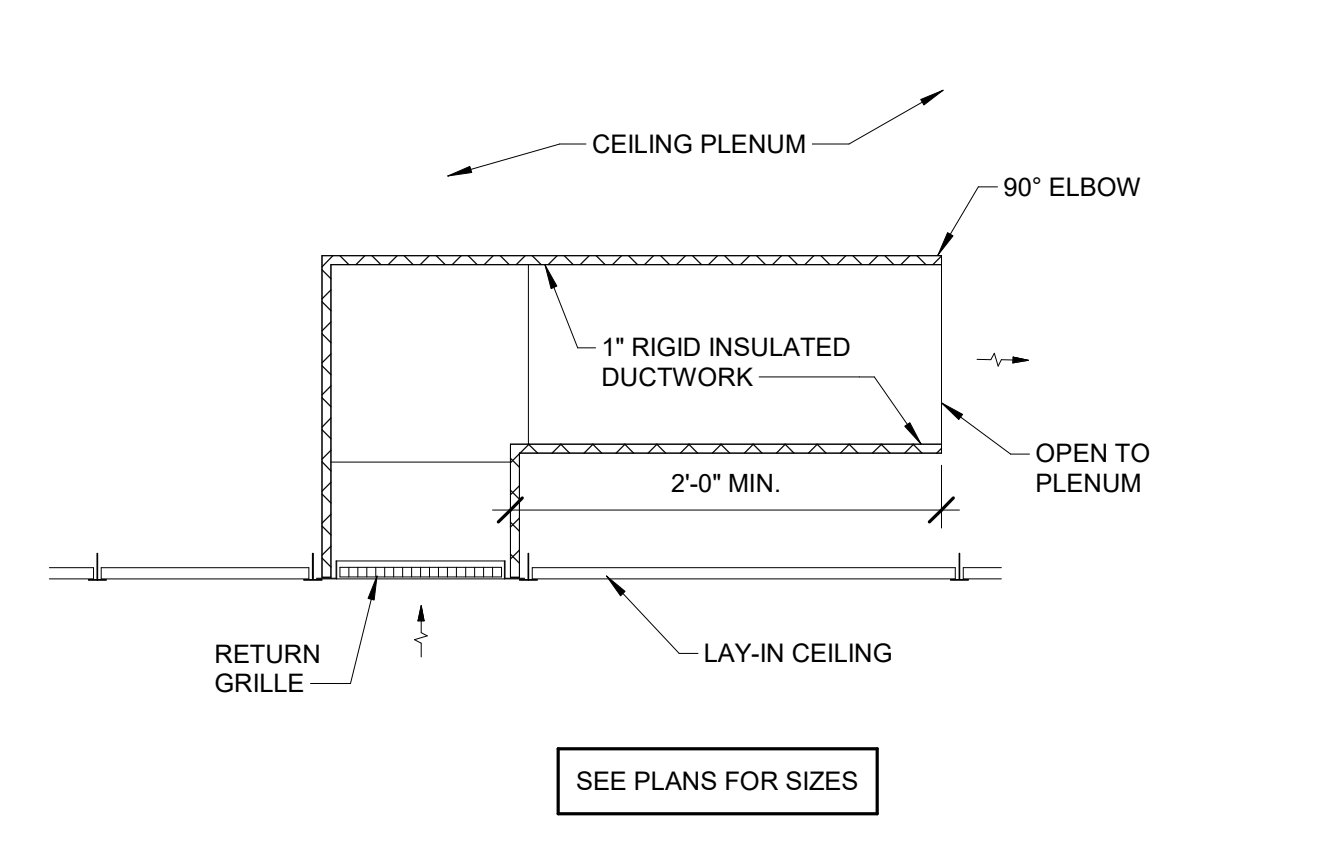 CEILING PLENUM
90° ELBOW
1" RIGID INSULATED
DUCTWORK
OPEN TO
PLENUM
2'-0" MIN.
RETURN
GRILLE
LAY-IN CEILING
SEE PLANS FOR SIZES